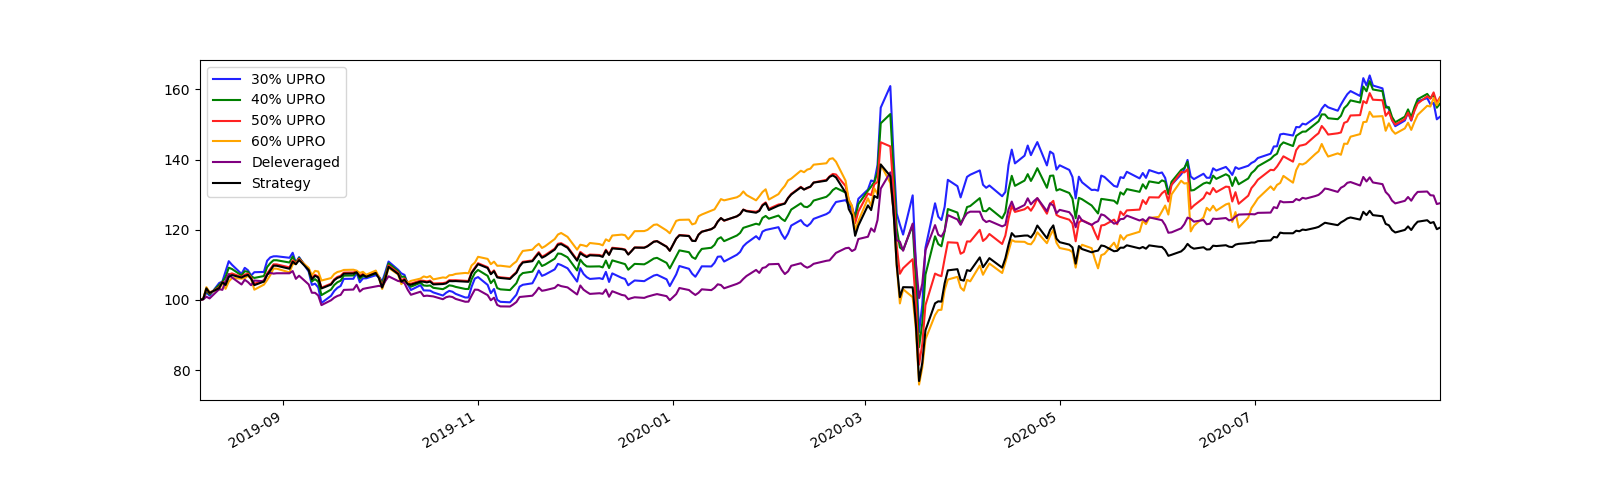 30% UPRO
40% UPRO
50% UPRO
60% UPRO
Deleveraged
Strategy
160
140
120
100
80
2019-09
2019-11
2020-01
2020-03
2020-05
2020-07